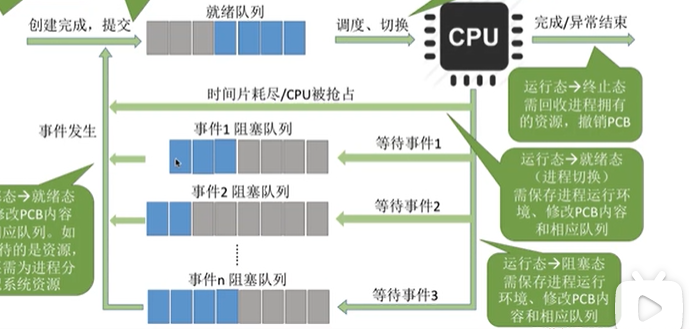 就绪队列
创建完成，提交
调度、切换
CPU
完成/异常结束
时间片耗尽/CPU被抢占
运行态→终止态
需回收进程拥有
的资源，撤销PCB
事件发生
事件1 阻塞队列
等待事件1
运行态→就绪态
（进程切换）
需保存进程运行环
境、修改PCB内容
和相应队列
事件2 阻塞队列
等待事件2
态→就绪态
修改PCB内容
相应队列。如
待的是资源，
需为进程分
系统资源
事件n 阻塞队列
等待事件3
运行态→阻塞态
需保存进程运行
环境、修改PCB内
容和相应队列